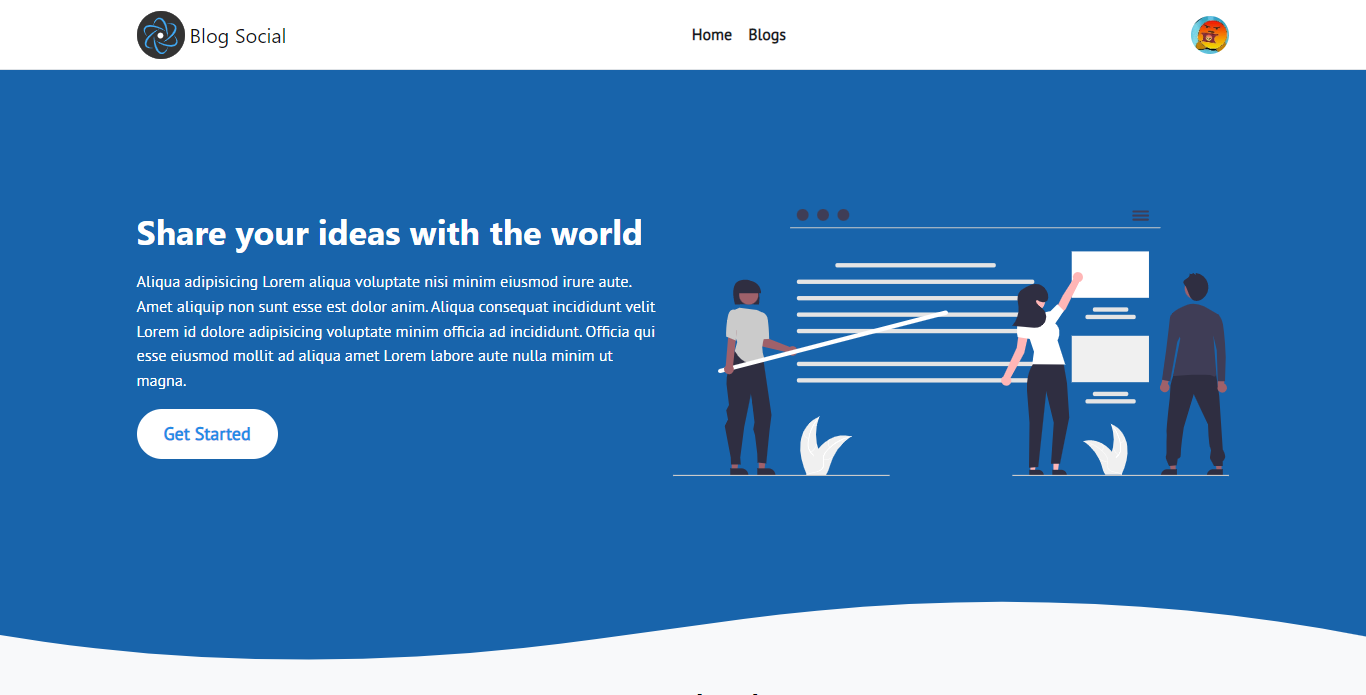 Blog Social
Home
Blogs
Share your ideas with the world
Aliqua adipisicing Lorem aliqua voluptate nisi minim eiusmod irure aute.
Amet aliquip non sunt esse est dolor anim. Aliqua consequat incididunt velit
Lorem id dolore adipisicing voluptate minim officia ad incididunt. Officia qui
esse eiusmod mollit ad aliqua amet Lorem labore aute nulla minim ut
magna.
Get Started